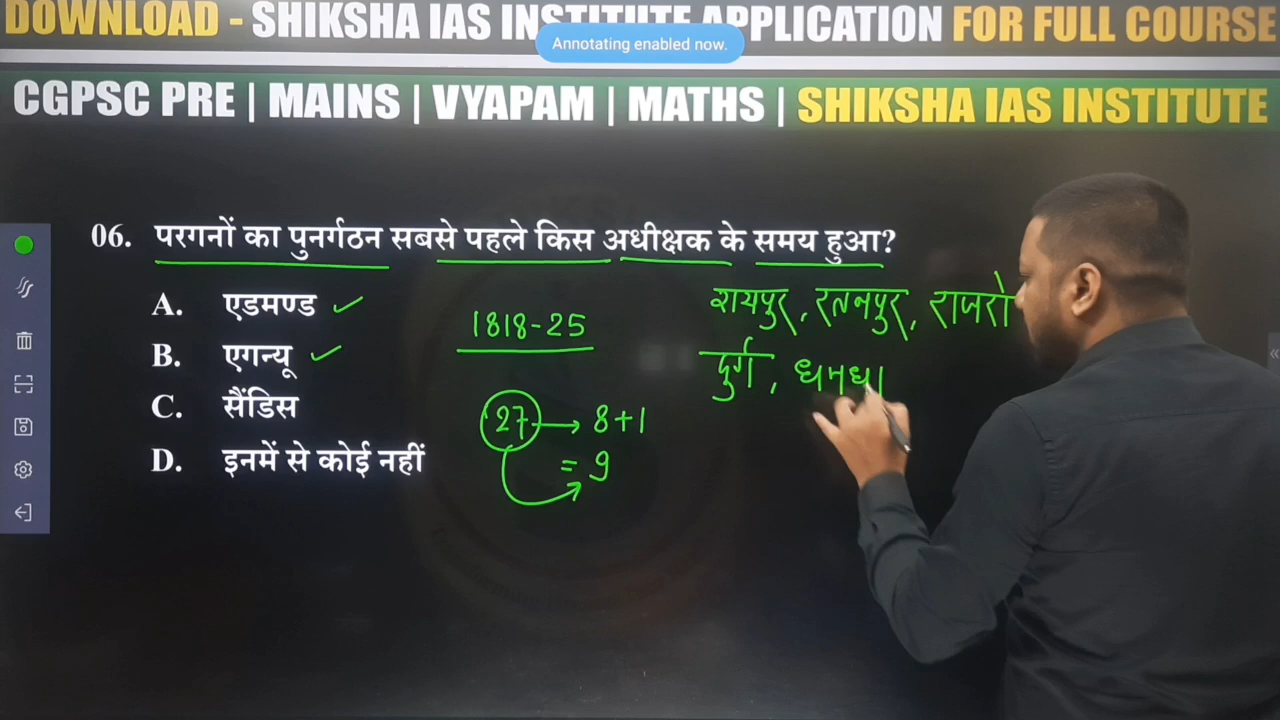 DOWNLOAD - SHIKSHA IAS INSTITUTE APPLICATION FOR FULL COURSE
Annotating enabled now.
CGPSC PRE | MAINS | VYAPAM | MATHS | SHIKSHA IAS INSTITUTE
06. परगनों का पुनर्गठन सबसे पहले किस अधीक्षक के समय हुआ?
A. एडमण्ड
B. एगन्यू
C. सैंडिस
D. इनमें से कोई नहीं
1818-25
27 → 8+1
= 9
रायपुर, रतनपुर, राजरो
दुर्ग, धमधा